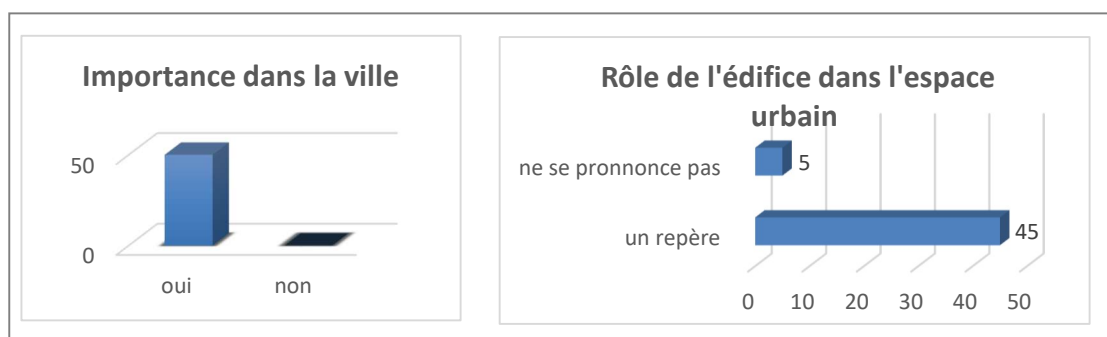 Importance dans la ville
50
0
oui non
Rôle de l'édifice dans l'espace
urbain
ne se pronnonce pas 5
un repère 45
0 10 20 30 40 50